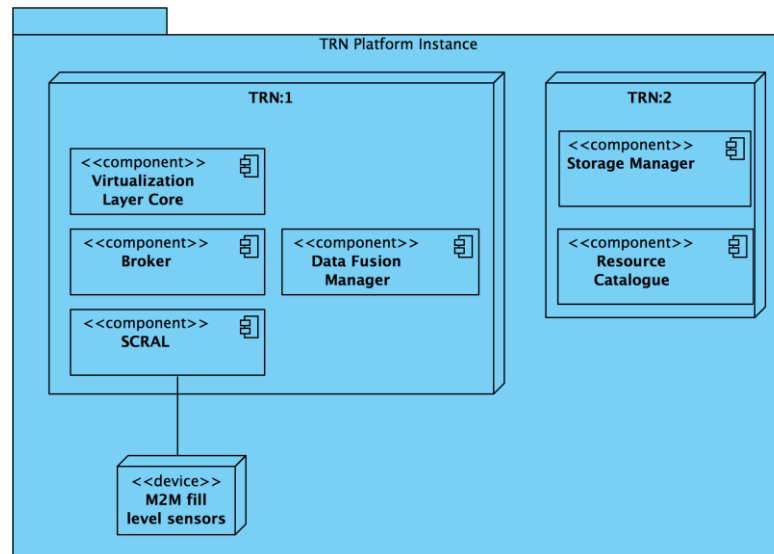 TRN Platform Instance
TRN:1
<<component>>
Virtualization
Layer Core
<<component>>
Broker
<<component>>
Data Fusion
Manager
<<component>>
SCRAL
TRN:2
<<component>>
Storage Manager
<<component>>
Resource
Catalogue
<<device>>
M2M fill
level sensors